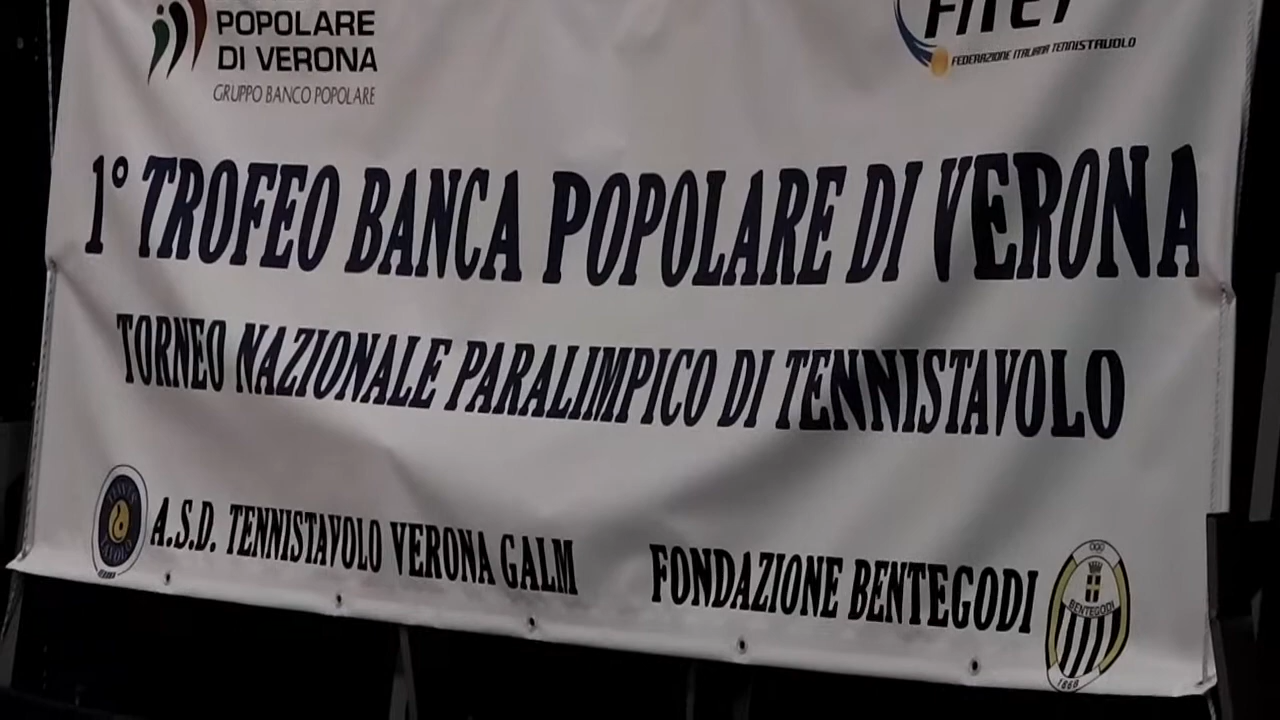 POPOLARE
DI VERONA
GRUPPO BANCO POPOLARE
FITET
FEDERAZIONE ITALIANA TENNISTAVOLO
1° TROFEO BANCA POPOLARE DI VERONA
TORNEO NAZIONALE PARALIMPICO DI TENNISTAVOLO
A.S.D. TENNISTAVOLO VERONA GALM
FONDAZIONE BENTEGODI
BENTEGODI
1868